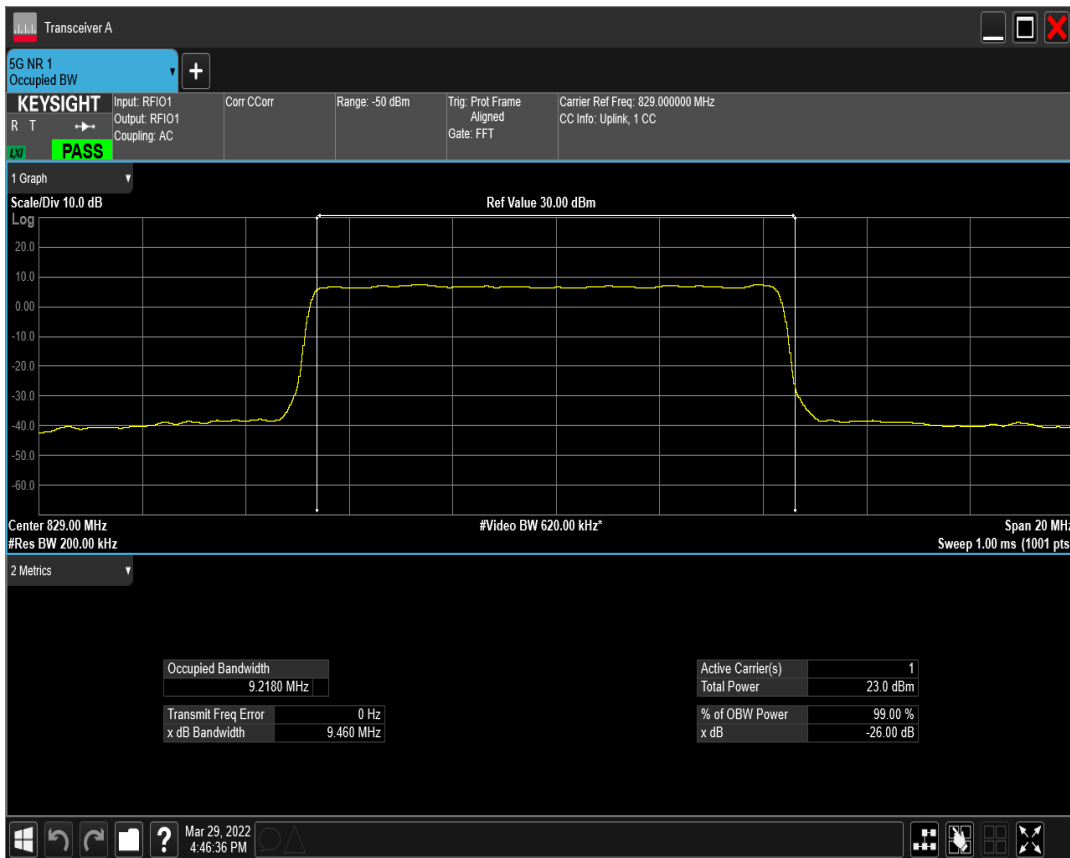 Transceiver A
5G NR 1
Occupied BW
+
KEYSIGHT
R T
LXI
PASS
Input: RFIO1
Output: RFIO1
Coupling: AC
Corr CCorr
Range: -50 dBm
Trig: Prot Frame
Aligned
Gate: FFT
Carrier Ref Freq: 829.000000 MHz
CC Info: Uplink, 1 CC
1 Graph
Scale/Div 10.0 dB
Ref Value 30.00 dBm
Log
20.0
10.0
0.00
-10.0
-20.0
-30.0
-40.0
-50.0
-60.0
Center 829.00 MHz
#Video BW 620.00 kHz*
Span 20 MHz
#Res BW 200.00 kHz
Sweep 1.00 ms (1001 pts
2 Metrics
Occupied Bandwidth
9.2180 MHz
Transmit Freq Error 0 Hz
x dB Bandwidth 9.460 MHz
Active Carrier(s) 1
Total Power 23.0 dBm
% of OBW Power 99.00 %
x dB -26.00 dB
?
Mar 29, 2022
4:46:36 PM